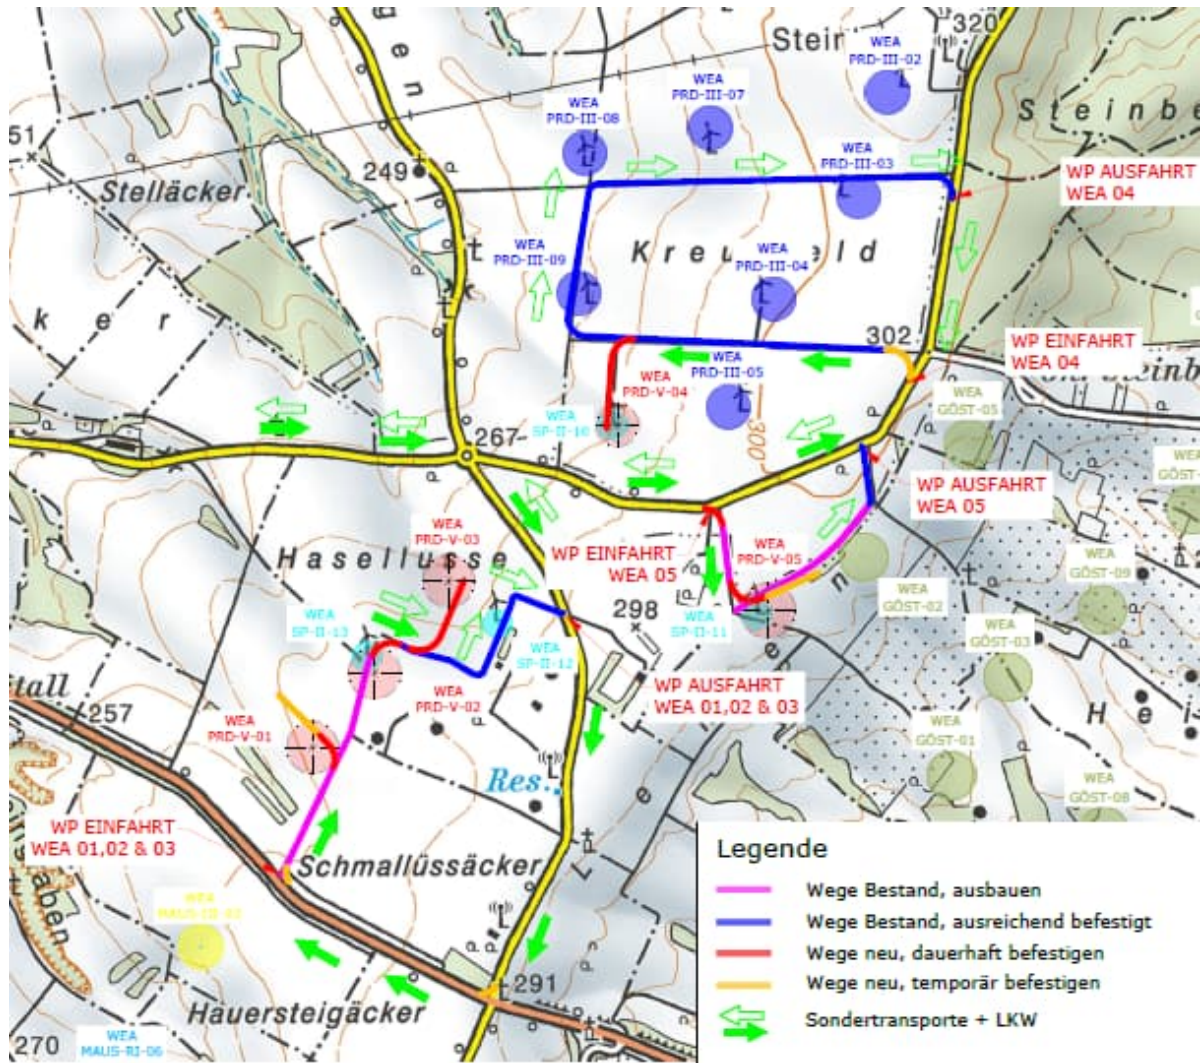 320
Stein
WEA
PRD-III-02
WEA
PRD-III-07
WEA
PRD-III-08
gen
51
249
Stelläcker
WEA
PRD-III-03
WP AUSFAHRT
WEA 04
WEA
PRD-III-09
WEA
PRD-III-04
ker
302
WP EINFAHRT
WEA 04
WEA
PRD-V-04
WEA
PRD-III-05
WEA
SP-II-10
WEA
GÖST-05
267
300
WP AUSFAHRT
WEA 05
WEA
PRD-V-03
Hasellüsse
WP EINFAHRT
WEA 05
WEA
PRD-V-05
WEA
GÖST-09
WEA
GÖST-02
WEA
SP-II-13
298
WEA
SP-II-11
WEA
GÖST-03
WEA
SP-II-12
WEA
PRD-V-02
WP AUSFAHRT
WEA 01,02 & 03
tall
257
WEA
PRD-V-01
WEA
GÖST-01
Hei
Res.
WEA
GÖST-08
WP EINFAHRT
WEA 01,02 & 03
Schmallüssäcker
291
Hauersteigäcker
270
WEA
MAUS-RI-06
Legende
Wege Bestand, ausbauen
Wege Bestand, ausreichend befestigt
Wege neu, dauerhaft befestigen
Wege neu, temporär befestigen
Sondertransporte + LKW